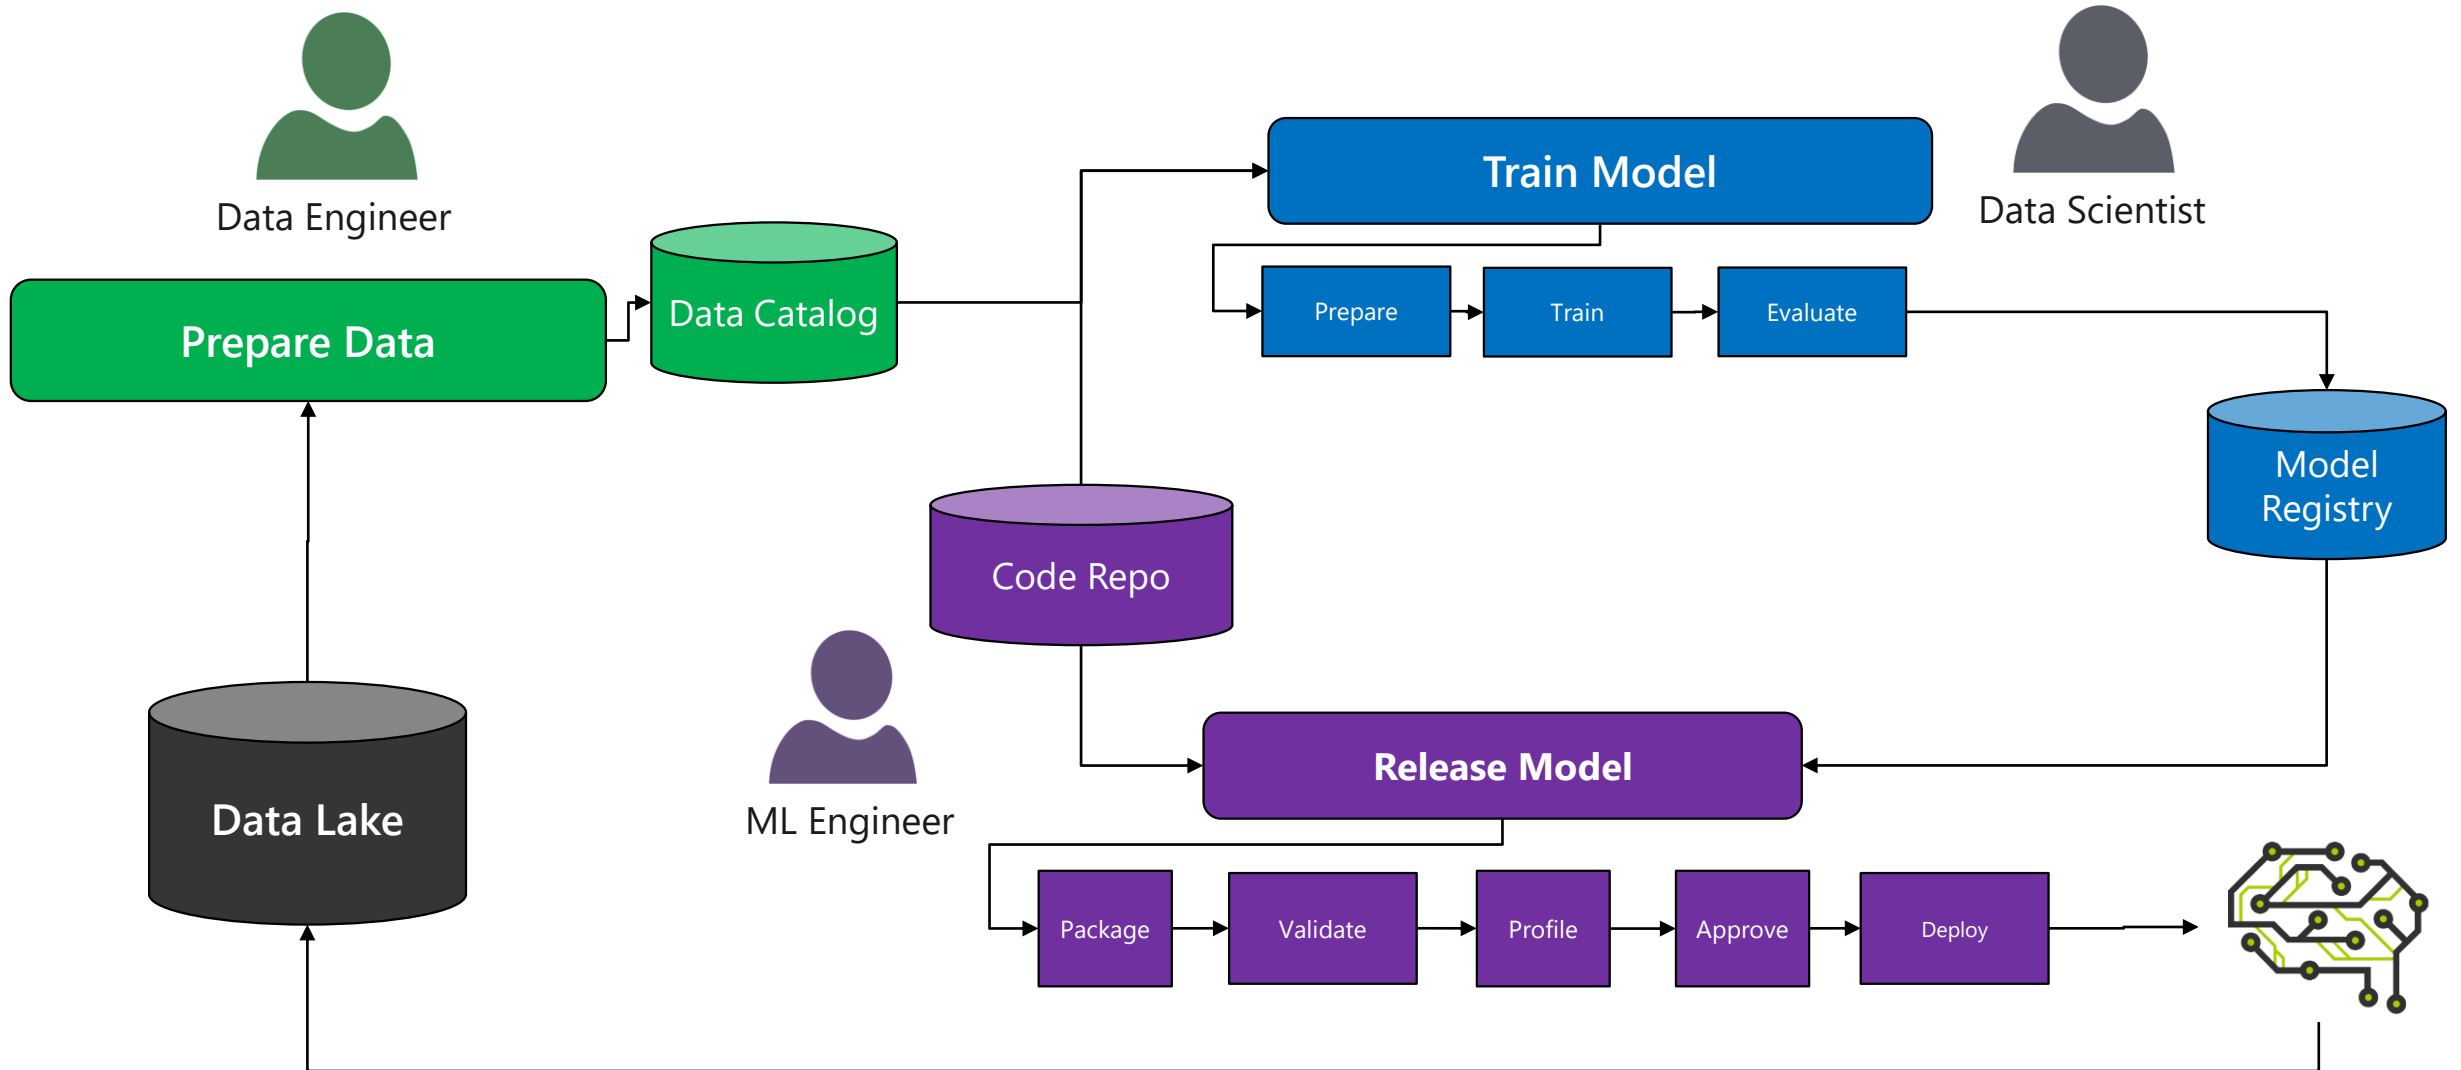 Data Engineer
Data Scientist
Train Model
Prepare Data
Data Catalog
Prepare
Train
Evaluate
Model
Registry
Code Repo
Data Lake
ML Engineer
Release Model
Package
Validate
Profile
Approve
Deploy